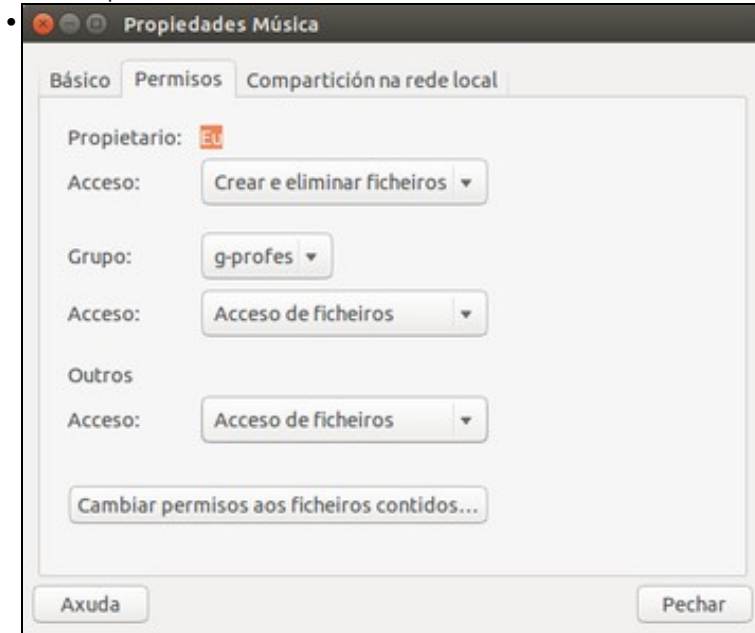 Propiedades Música
Básico Permisos Compartición na rede local
Propietario: Eu
Acceso: Crear e eliminar ficheiros
Grupo: g-profes
Acceso: Acceso de ficheiros
Outros
Acceso: Acceso de ficheiros
Cambiar permisos aos ficheiros contidos...
Axuda Pechar